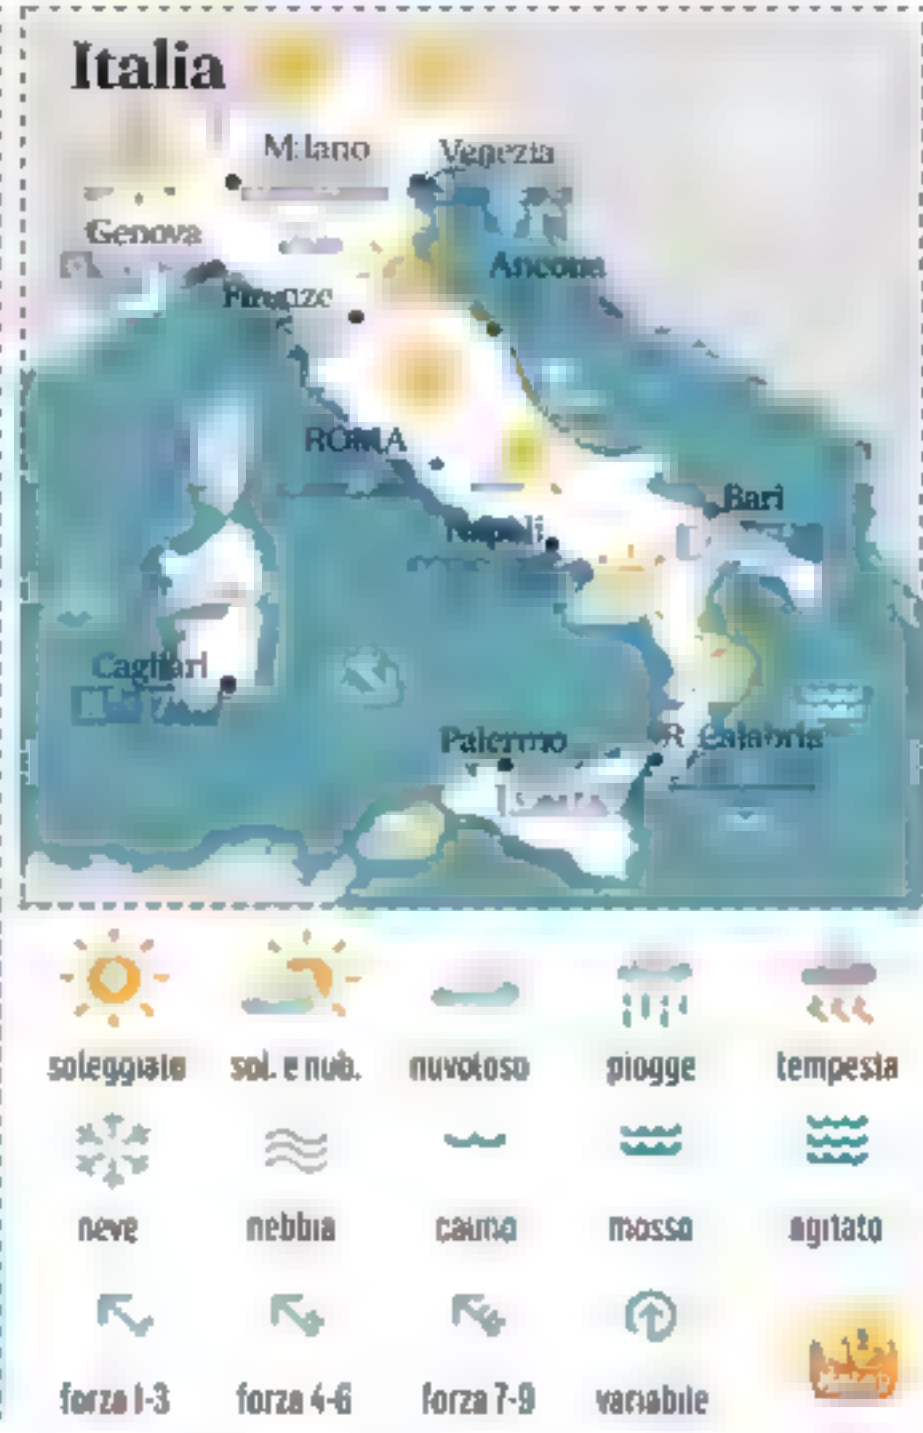 Italia
Milano
Venezia
Genova
Ancona
Firenze
ROMA
Bari
Napoli
Cagliari
Palermo
R. Calabria
soleggiato
sol. e nub.
nuvoloso
piogge
tempesta
neve
nebbia
calmo
mosso
agitato
forza 1-3
forza 4-6
forza 7-9
variabile